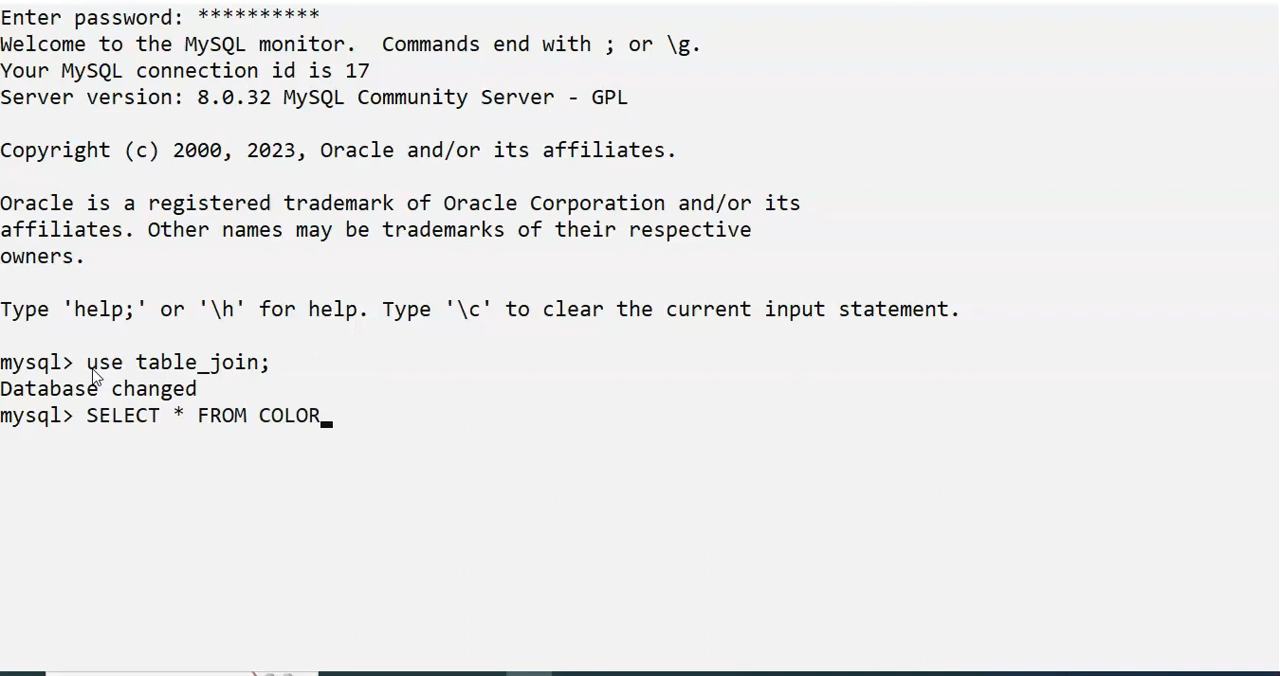 Enter password: **********
Welcome to the MySQL monitor.  Commands end with ; or \g.
Your MySQL connection id is 17
Server version: 8.0.32 MySQL Community Server - GPL
Copyright (c) 2000, 2023, Oracle and/or its affiliates.
Oracle is a registered trademark of Oracle Corporation and/or its
affiliates. Other names may be trademarks of their respective
owners.
Type 'help;' or '\h' for help. Type '\c' to clear the current input statement.
mysql> use table_join;
Database changed
mysql> SELECT * FROM COLOR